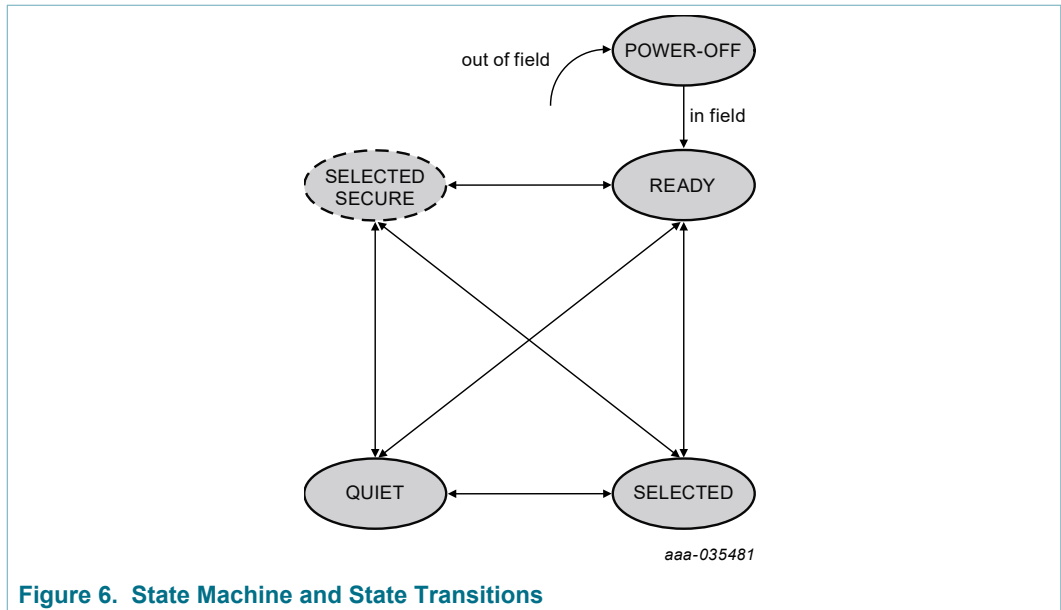 POWER-OFF
out of field
in field
SELECTED
SECURE
READY
QUIET
SELECTED
aaa-035481
Figure 6. State Machine and State Transitions